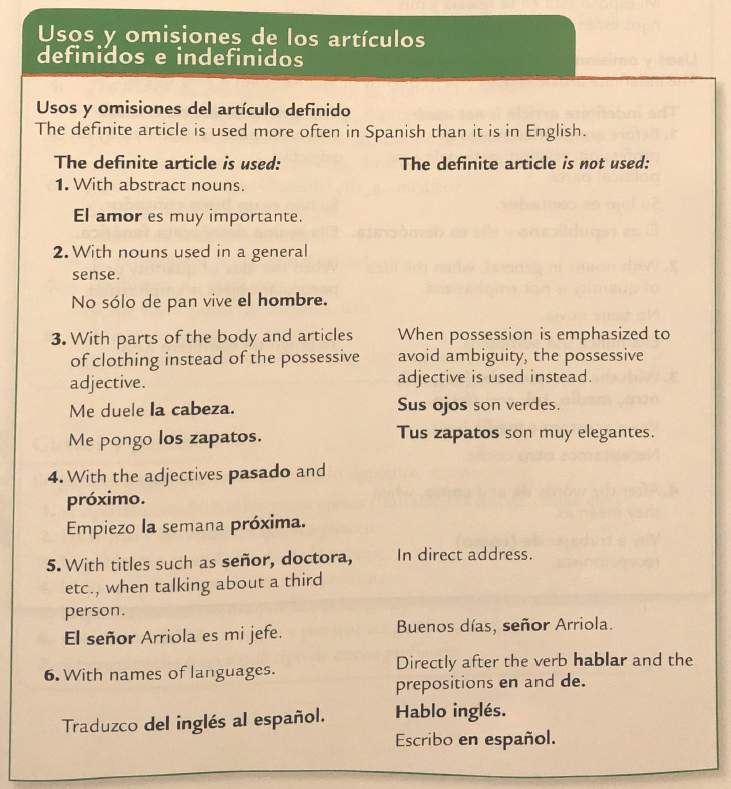 Usos y omisiones de los artículos
definidos e indefinidos
Usos y omisiones del artículo definido
The definite article is used more often in Spanish than it is in English.
The definite article is used:
1. With abstract nouns.
El amor es muy importante.
2. With nouns used in a general
sense.
No sólo de pan vive el hombre.
3. With parts of the body and articles
of clothing instead of the possessive
adjective.
Me duele la cabeza.
Me pongo los zapatos.
4. With the adjectives pasado and
próximo.
Empiezo la semana próxima.
5. With titles such as señor, doctora,
etc., when talking about a third
person.
El señor Arriola es mi jefe.
6. With names of languages.
Traduzco del inglés al español.
The definite article is not used:
When possession is emphasized to
avoid ambiguity, the possessive
adjective is used instead.
Sus ojos son verdes.
Tus zapatos son muy elegantes.
In direct address.
Buenos días, señor Arriola.
Directly after the verb hablar and the
prepositions en and de.
Hablo inglés.
Escribo en español.